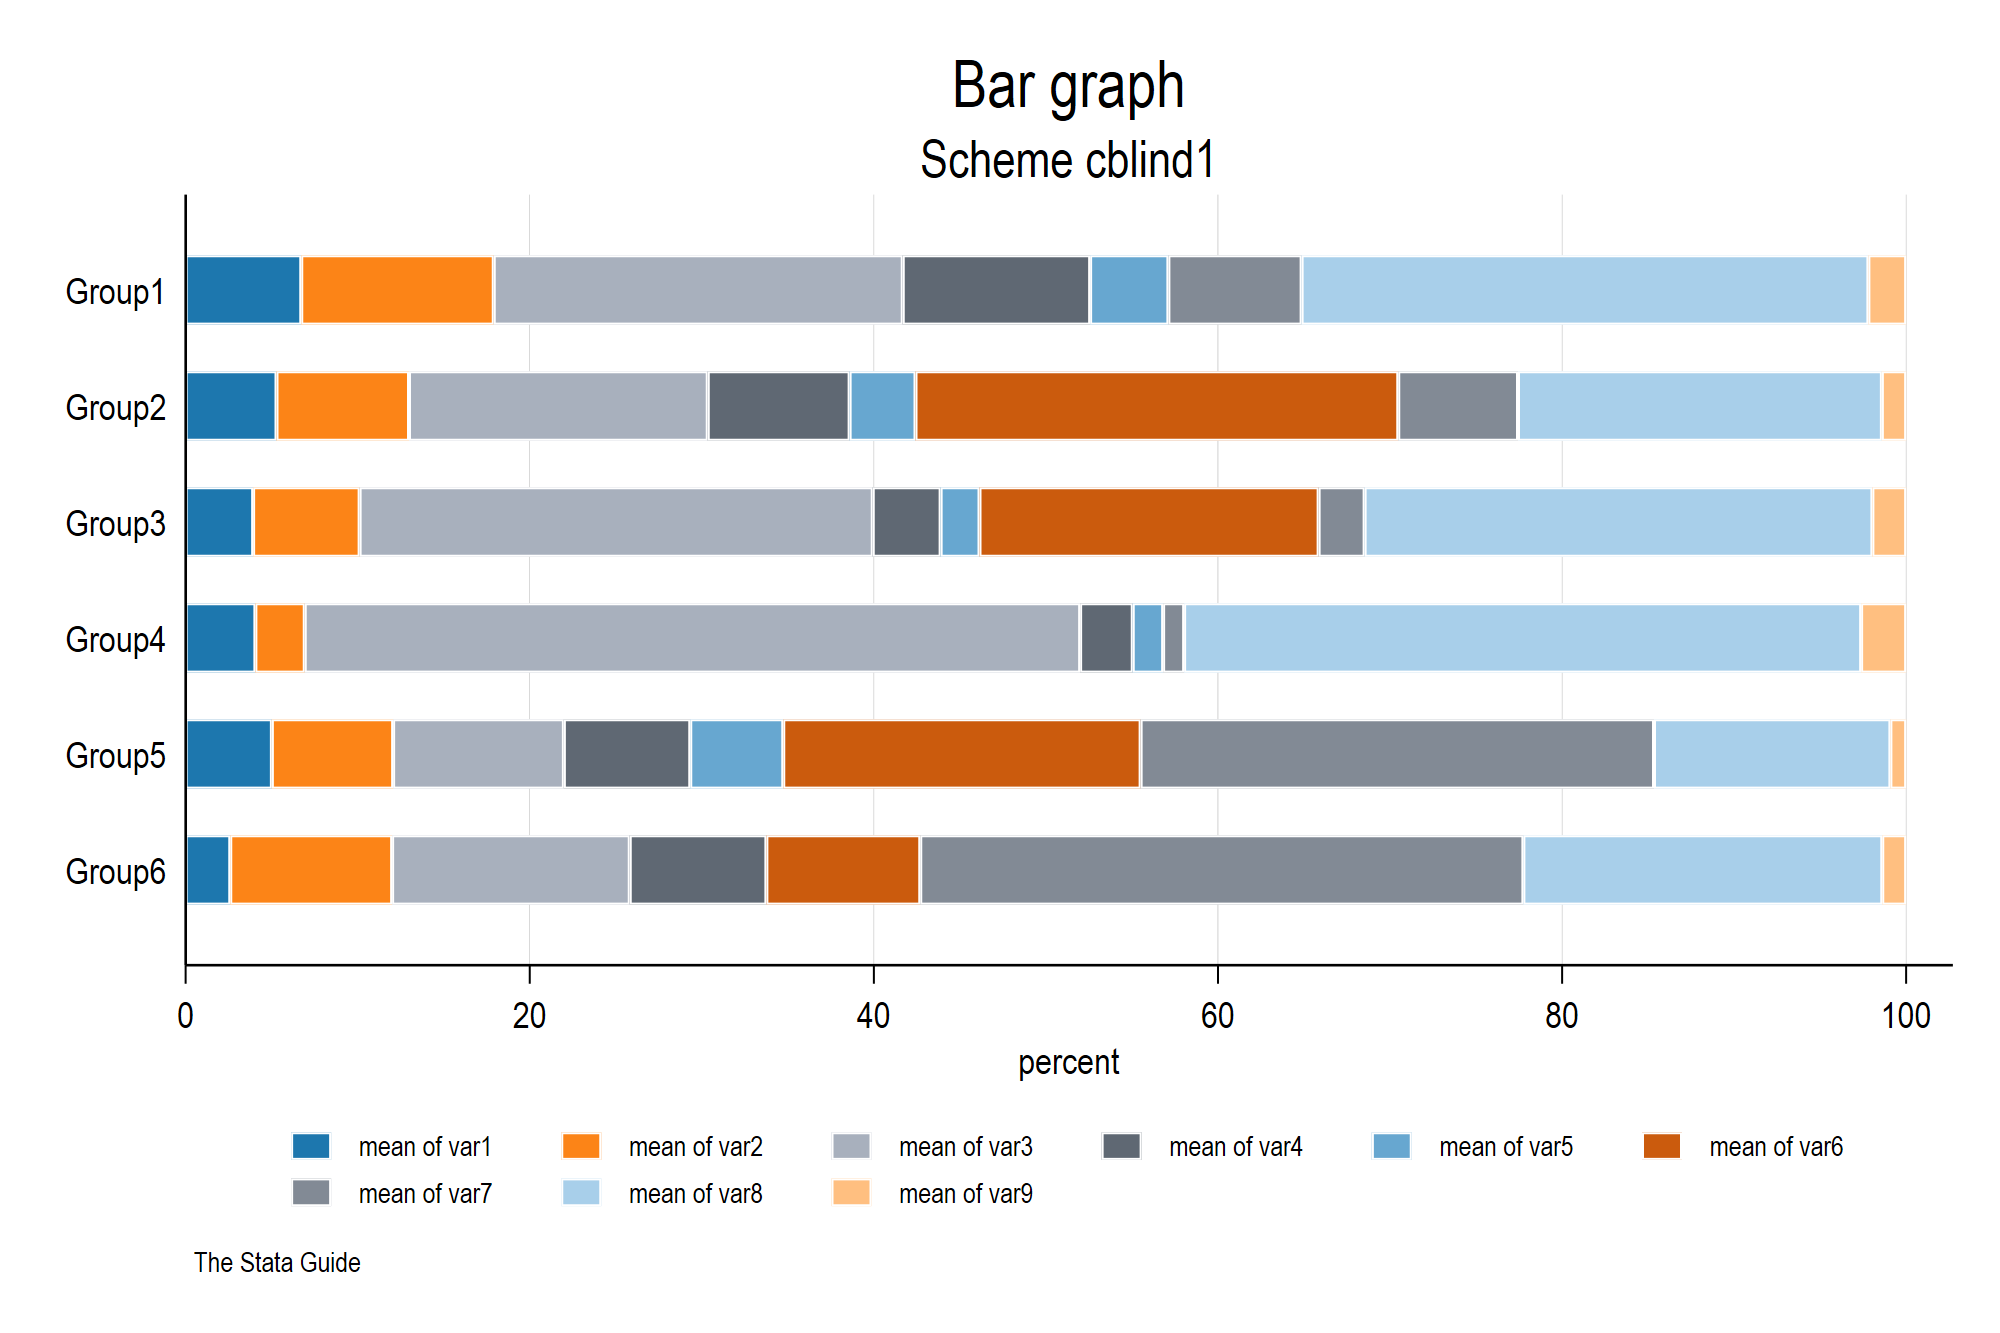 Bar graph
Scheme cblind1
Group1
Group2
Group3
Group4
Group5
Group6
0 20 40 60 80 100
percent
mean of var1 mean of var2 mean of var3 mean of var4 mean of var5 mean of var6
mean of var7 mean of var8 mean of var9
The Stata Guide